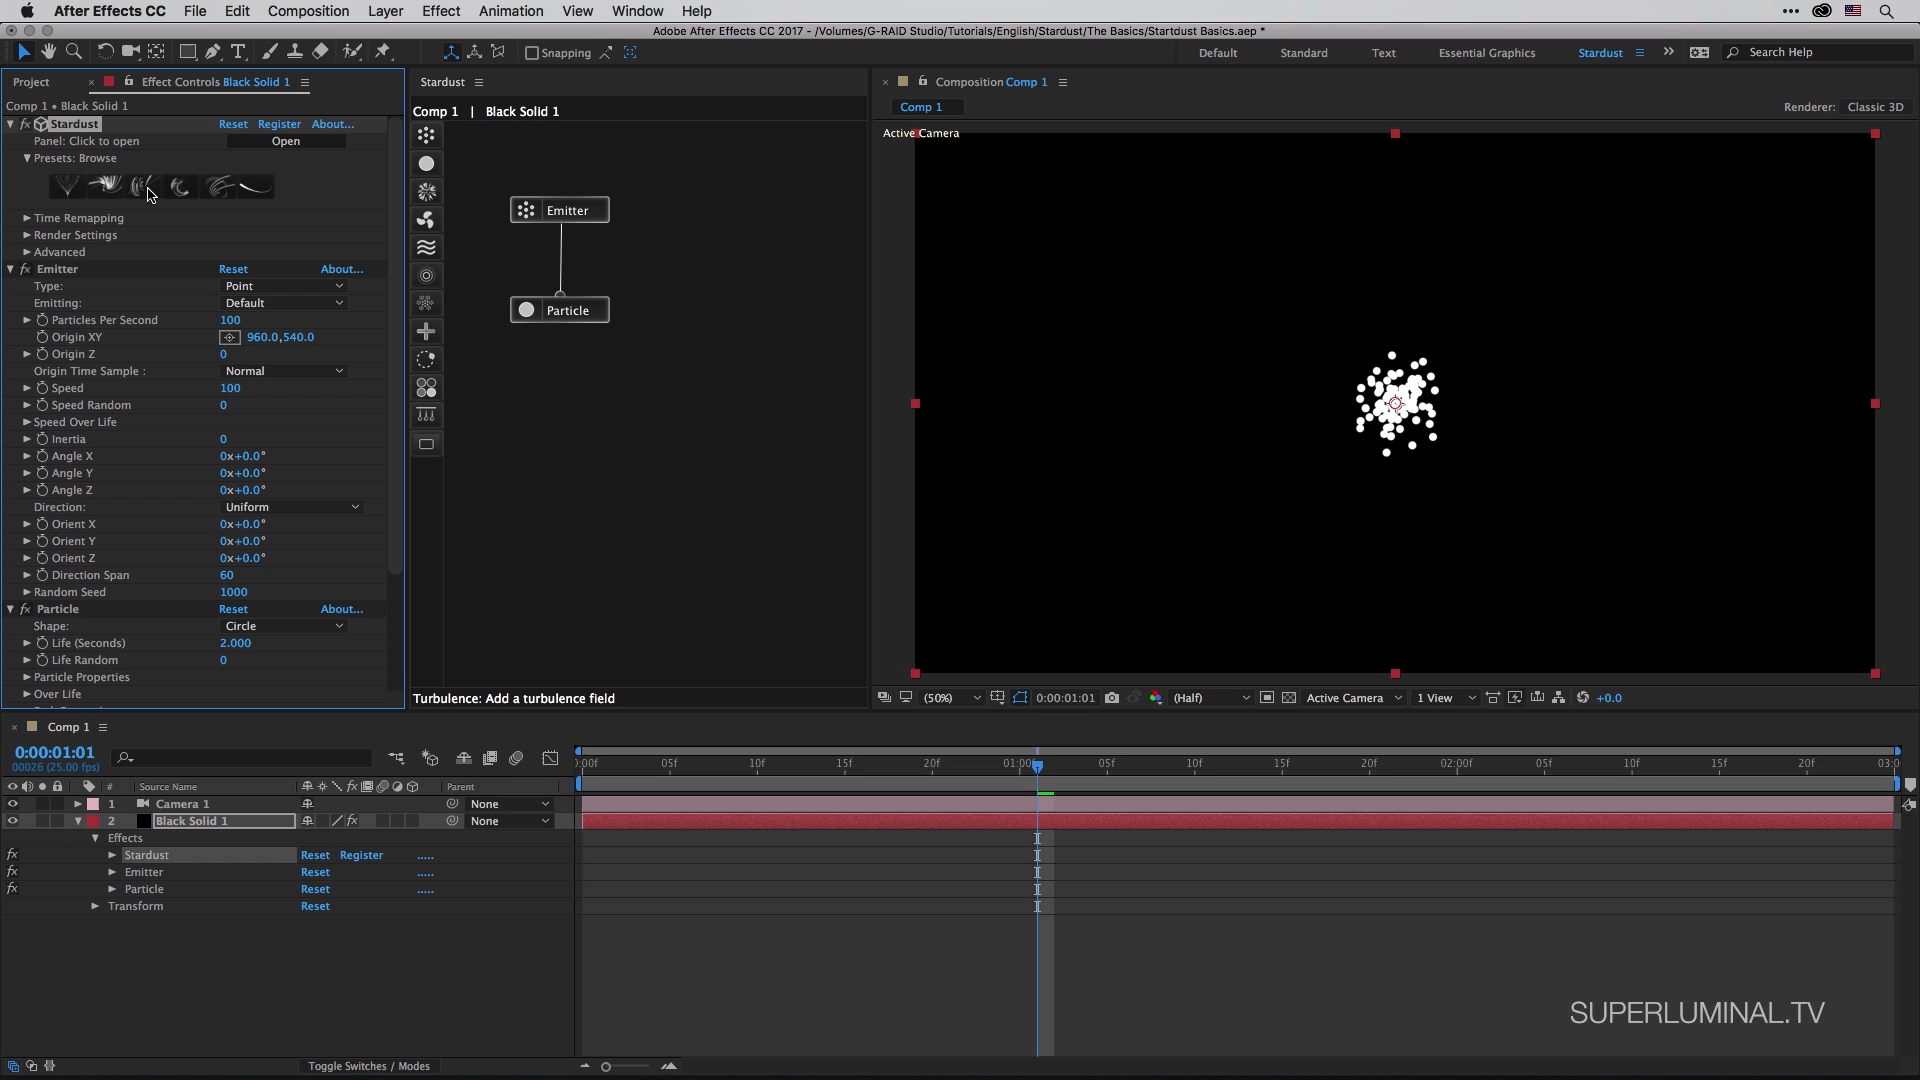 After Effects CC File Edit Composition Layer Effect Animation View Window Help
Adobe After Effects CC 2017 - /Volumes/G-RAID Studio/Tutorials/English/Stardust/The Basics/Startdust Basics.aep *
Snapping Default Standard Text Essential Graphics Stardust Search Help
Project Effect Controls Black Solid 1
Comp 1 • Black Solid 1
fx Stardust Reset Register About...
Panel: Click to open Open
Presets: Browse
Time Remapping
Render Settings
Advanced
fx Emitter Reset About...
Type: Point
Emitting: Default
Particles Per Second 100
Origin XY 960.0,540.0
Origin Z 0
Origin Time Sample : Normal
Speed 100
Speed Random 0
Speed Over Life
Inertia 0
Angle X 0x+0.0°
Angle Y 0x+0.0°
Angle Z 0x+0.0°
Direction: Uniform
Orient X 0x+0.0°
Orient Y 0x+0.0°
Orient Z 0x+0.0°
Direction Span 60
Random Seed 1000
fx Particle Reset About...
Shape: Circle
Life (Seconds) 2.000
Life Random 0
Particle Properties
Over Life
Stardust
Comp 1 | Black Solid 1
Emitter
Particle
Turbulence: Add a turbulence field
Composition Comp 1
Comp 1 Renderer: Classic 3D
Active Camera
(50%) 0:00:01:01 (Half) Active Camera 1 View +0.0
Comp 1
0:00:01:01
00026 (25.00 fps)
:00f 05f 10f 15f 20f 01:00f 05f 10f 15f 20f 02:00f 05f 10f 15f 20f 03:0
# Source Name fx Parent
1 Camera 1 None
2 Black Solid 1 fx None
Effects
fx Stardust Reset Register .....
fx Emitter Reset .....
fx Particle Reset .....
Transform Reset
SUPERLUMINAL.TV
Toggle Switches / Modes